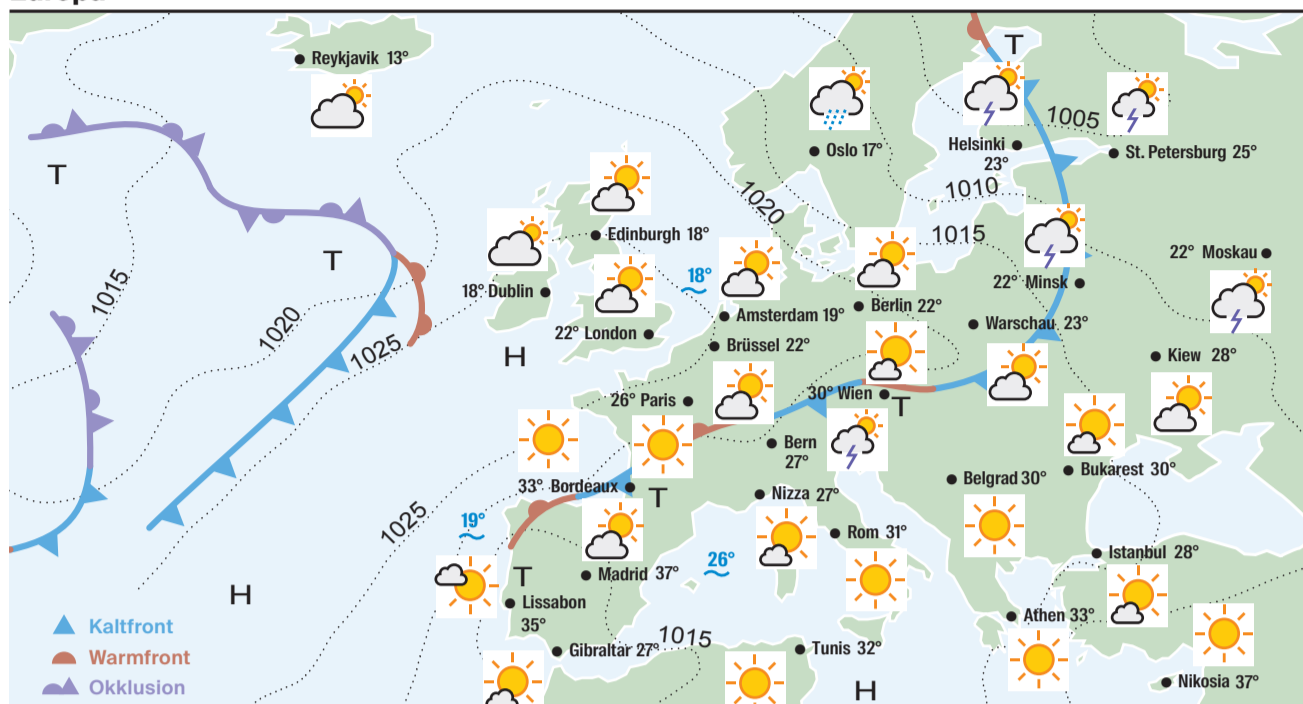 Reykjavik 13°
T
T
1005
Helsinki
23°
St. Petersburg 25°
Oslo 17°
T
1020
1010
Edinburgh 18°
1015
22° Moskau
T
18°
22° Minsk
1015
18° Dublin
Berlin 22°
Amsterdam 19°
1020
22° London
Warschau 23°
Brüssel 22°
1025
H
Kiew 28°
26° Paris
30° Wien
T
Bern
27°
33° Bordeaux
T
Belgrad 30°
Bukarest 30°
Nizza 27°
1025
19°
Rom 31°
Istanbul 28°
26°
H
T
Madrid 37°
Lissabon
35°
Athen 33°
Kaltfront
1015
Gibraltar 27°
Tunis 32°
Warmfront
H
Nikosia 37°
Okklusion